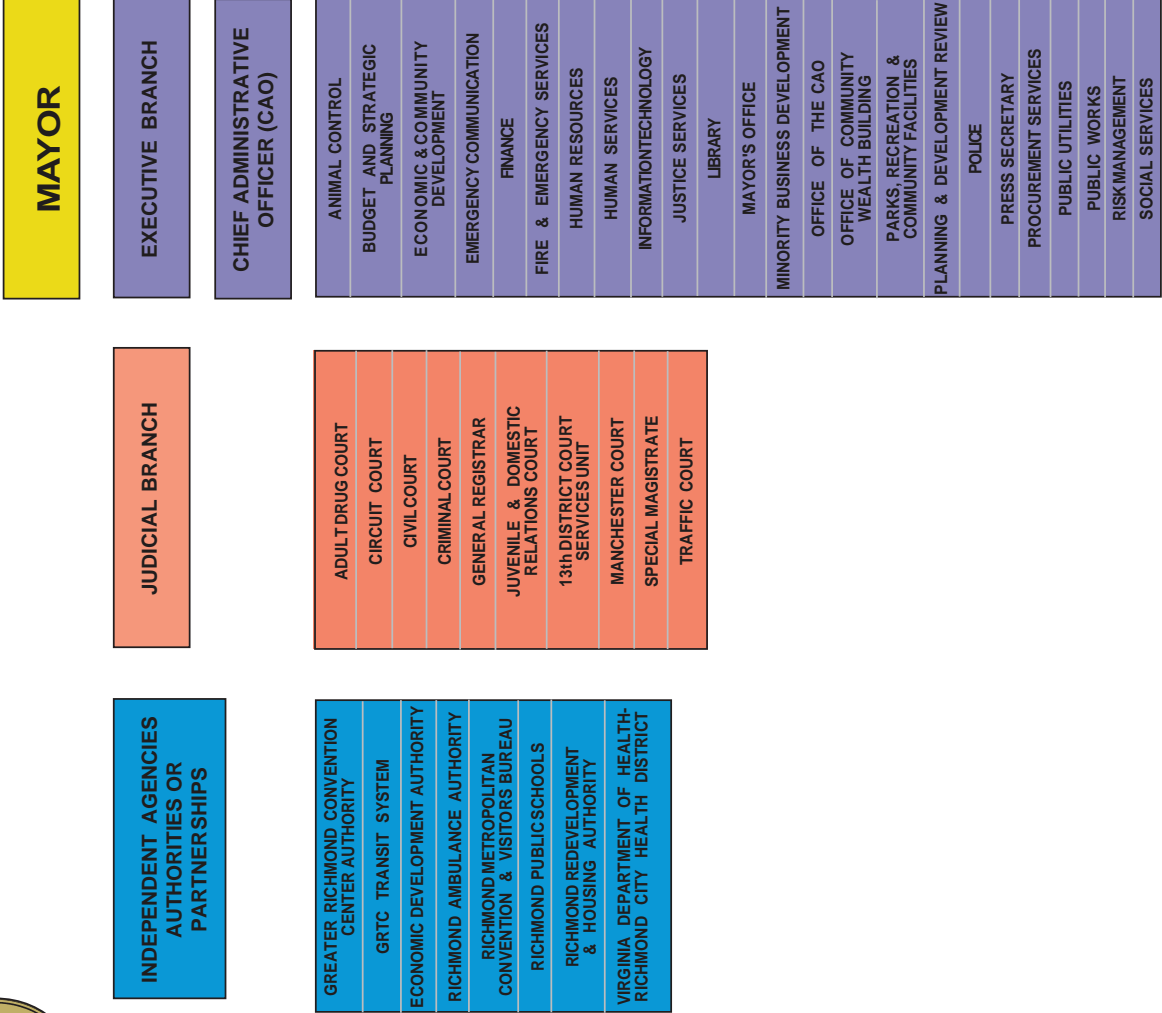 MAYOR
INDEPENDENT AGENCIES
AUTHORITIES OR
PARTNERSHIPS
GREATER RICHMOND CONVENTION
CENTER AUTHORITY
GRTC TRANSIT SYSTEM
ECONOMIC DEVELOPMENT AUTHORITY
RICHMOND AMBULANCE AUTHORITY
RICHMOND METROPOLITAN
CONVENTION & VISITORS BUREAU
RICHMOND PUBLIC SCHOOLS
RICHMOND REDEVELOPMENT
& HOUSING AUTHORITY
VIRGINIA DEPARTMENT OF HEALTH-
RICHMOND CITY HEALTH DISTRICT
JUDICIAL BRANCH
ADULT DRUG COURT
CIRCUIT COURT
CIVIL COURT
CRIMINAL COURT
GENERAL REGISTRAR
JUVENILE & DOMESTIC
RELATIONS COURT
13th DISTRICT COURT
SERVICES UNIT
MANCHESTER COURT
SPECIAL MAGISTRATE
TRAFFIC COURT
EXECUTIVE BRANCH
CHIEF ADMINISTRATIVE
OFFICER (CAO)
ANIMAL CONTROL
BUDGET AND STRATEGIC
PLANNING
ECONOMIC & COMMUNITY
DEVELOPMENT
EMERGENCY COMMUNICATION
FINANCE
FIRE & EMERGENCY SERVICES
HUMAN RESOURCES
HUMAN SERVICES
INFORMATION TECHNOLOGY
JUSTICE SERVICES
LIBRARY
MAYOR'S OFFICE
MINORITY BUSINESS DEVELOPMENT
OFFICE OF THE CAO
OFFICE OF COMMUNITY
WEALTH BUILDING
PARKS, RECREATION &
COMMUNITY FACILITIES
PLANNING & DEVELOPMENT REVIEW
POLICE
PRESS SECRETARY
PROCUREMENT SERVICES
PUBLIC UTILITIES
PUBLIC WORKS
RISK MANAGEMENT
SOCIAL SERVICES